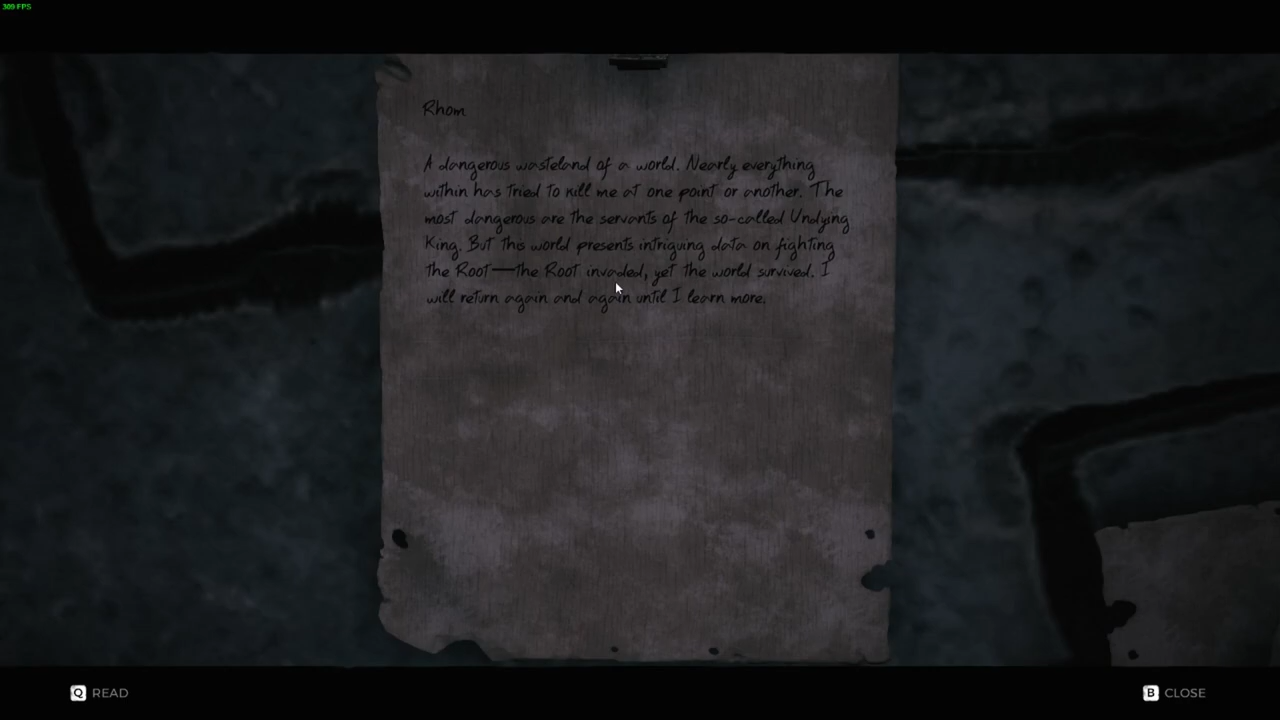 309 FPS
Rhom
A dangerous wasteland of a world. Nearly everything
within has tried to kill me at one point or another. The
most dangerous are the servants of the so-called Undying
King. But this world presents intriguing data on fighting
the Root—the Root invaded, yet the world survived. I
will return again and again until I learn more.
Q READ
B CLOSE